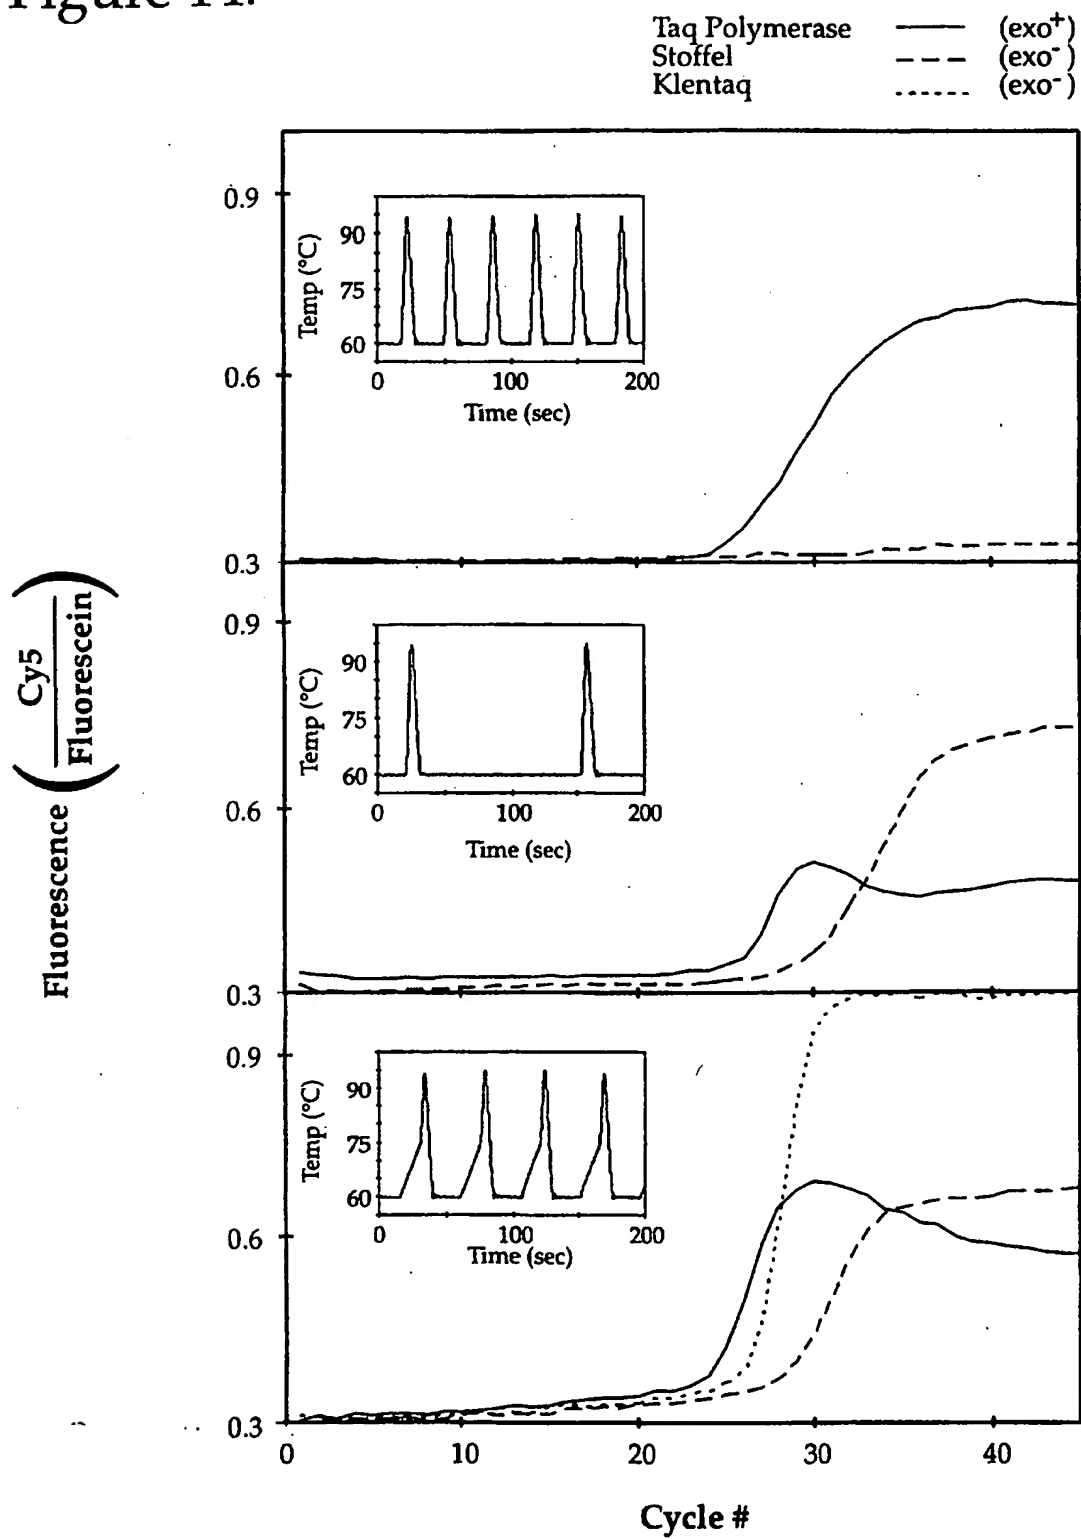 Taq Polymerase (exo+)
Stoffel (exo-)
Klentaq (exo-)
0.9
0.6
0.3
Temp (°C)
90
75
60
0 100 200
Time (sec)
0.9
0.6
0.3
Temp (°C)
90
75
60
0 100 200
Time (sec)
0.9
0.6
0.3
Temp (°C)
90
75
60
0 100 200
Time (sec)
0 10 20 30 40
Cycle #
Fluorescence (Cy5
Fluorescein)